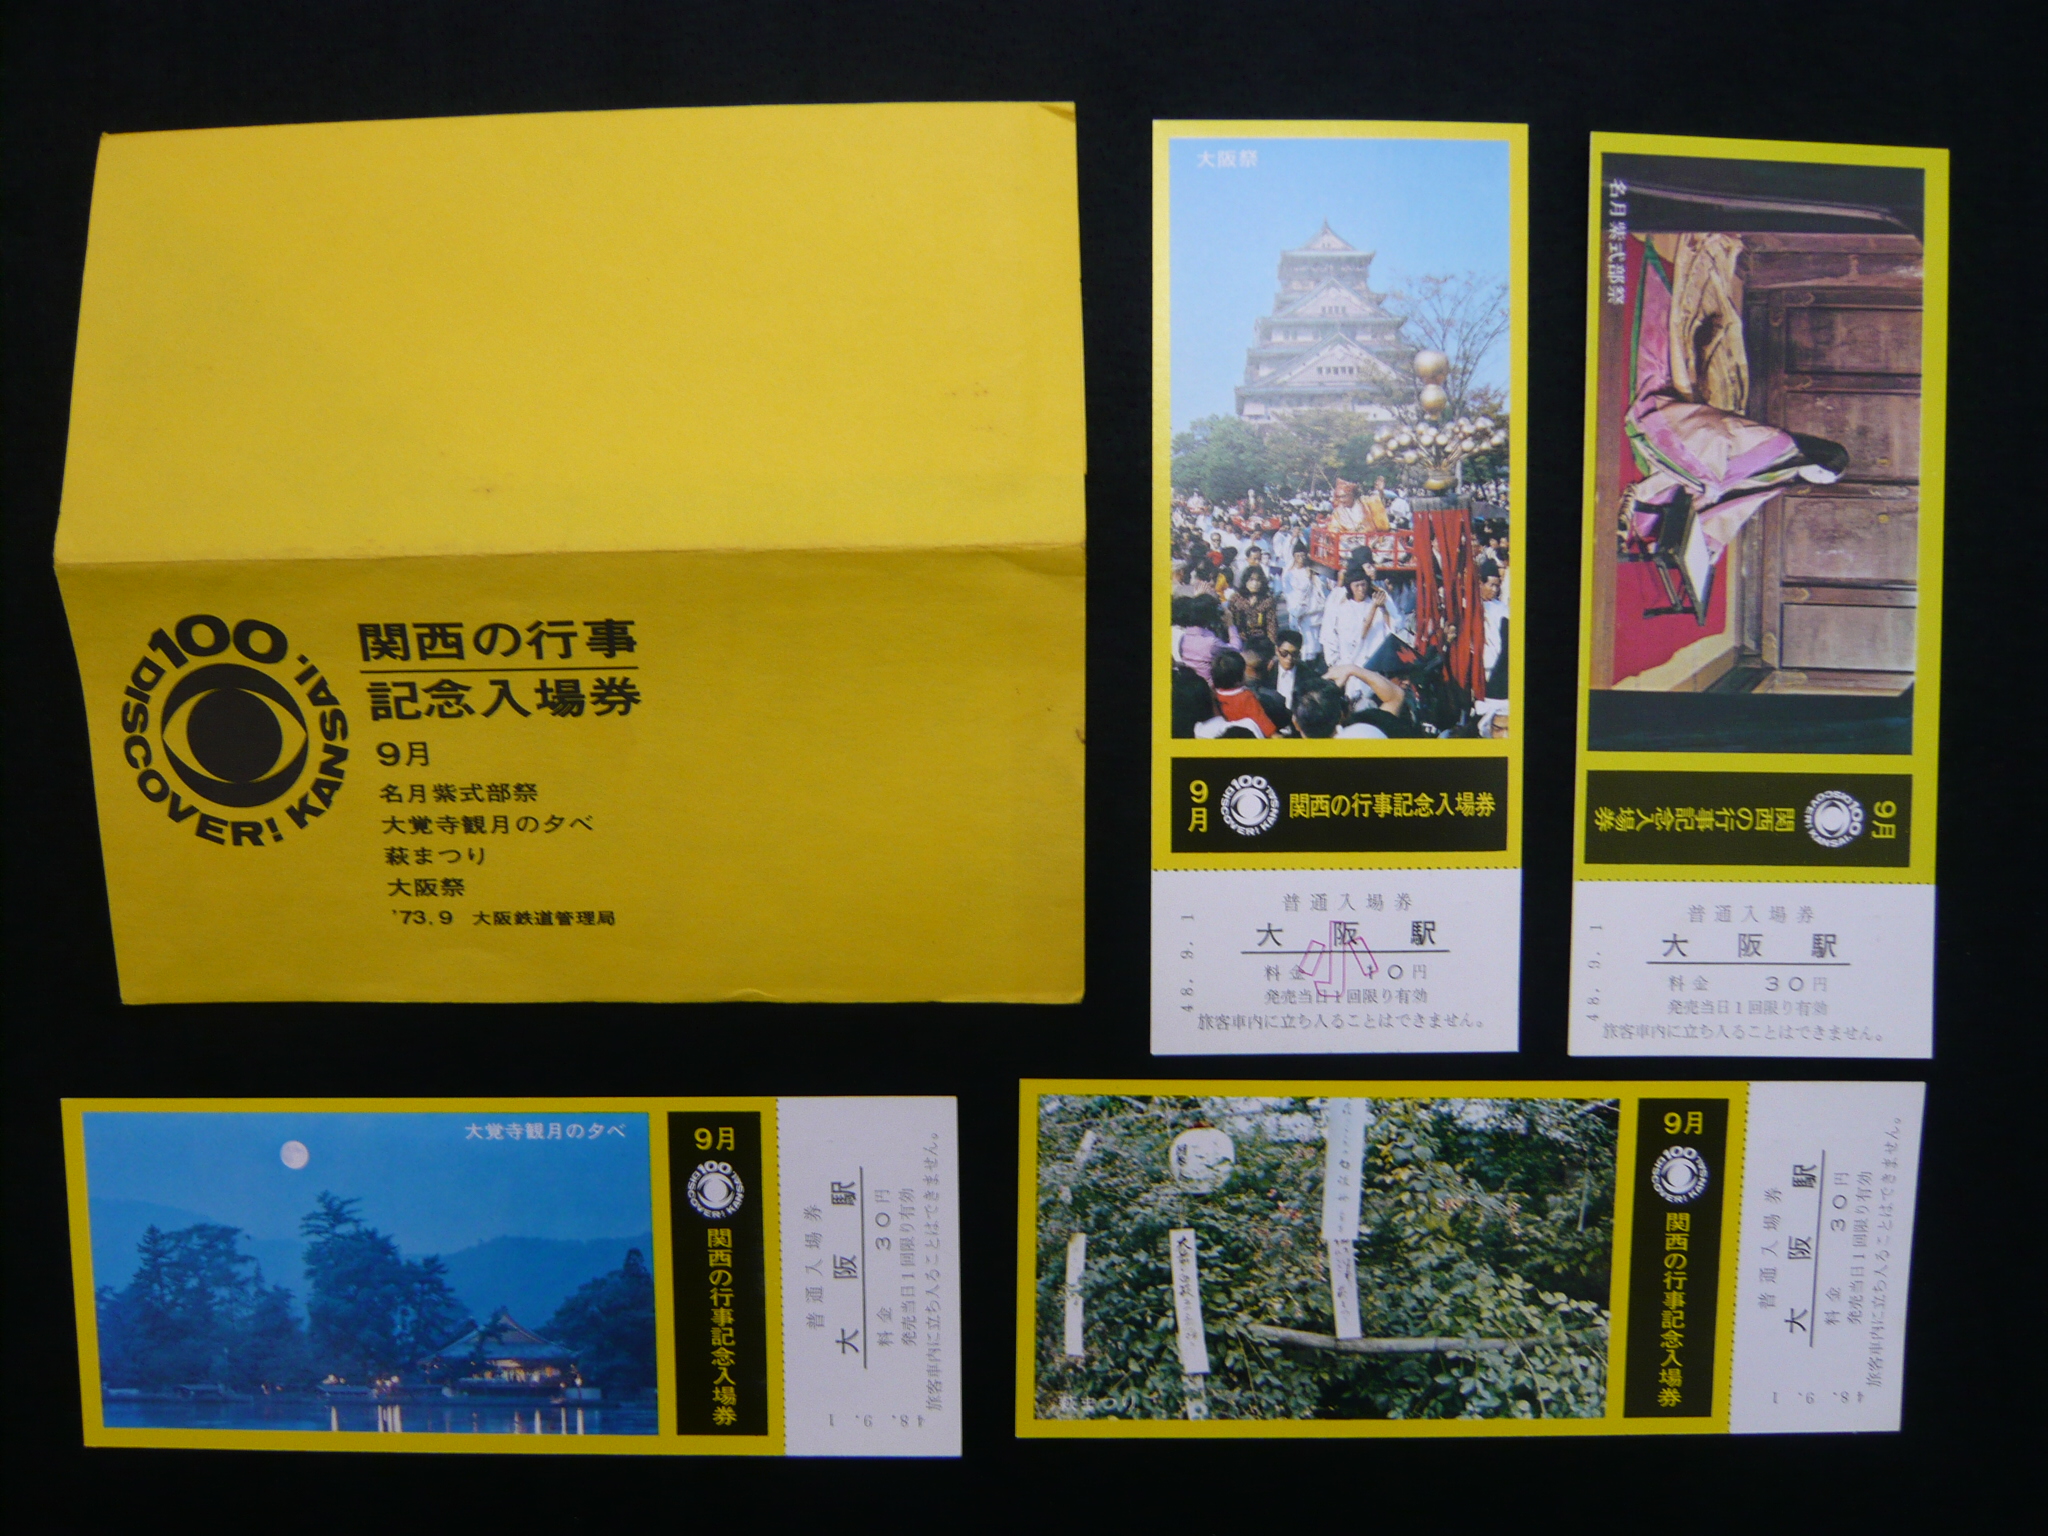 100 DISCOVER! KANSAI.
関西の行事
記念入場券
9月
名月紫式部祭
大覚寺観月の夕べ
萩まつり
大阪祭
'73.9 大阪鉄道管理局
大阪祭
9月
100 DISCOVER! KANSAI.
関西の行事記念入場券
普通入場券
大阪駅
小
料金 10円
発売当日1回限り有効
旅客車内に立ち入ることはできません。
48.9.1
名月紫式部祭
9月
100 DISCOVER! KANSAI.
関西の行事記念入場券
普通入場券
大阪駅
料金 30円
発売当日1回限り有効
旅客車内に立ち入ることはできません。
48.9.1
大覚寺観月の夕べ
9月
100 DISCOVER! KANSAI.
関西の行事記念入場券
普通入場券
大阪駅
料金 30円
発売当日1回限り有効
旅客車内に立ち入ることはできません。
48.9.1
萩まつり
9月
100 DISCOVER! KANSAI.
関西の行事記念入場券
普通入場券
大阪駅
料金 30円
発売当日1回限り有効
旅客車内に立ち入ることはできません。
48.9.1